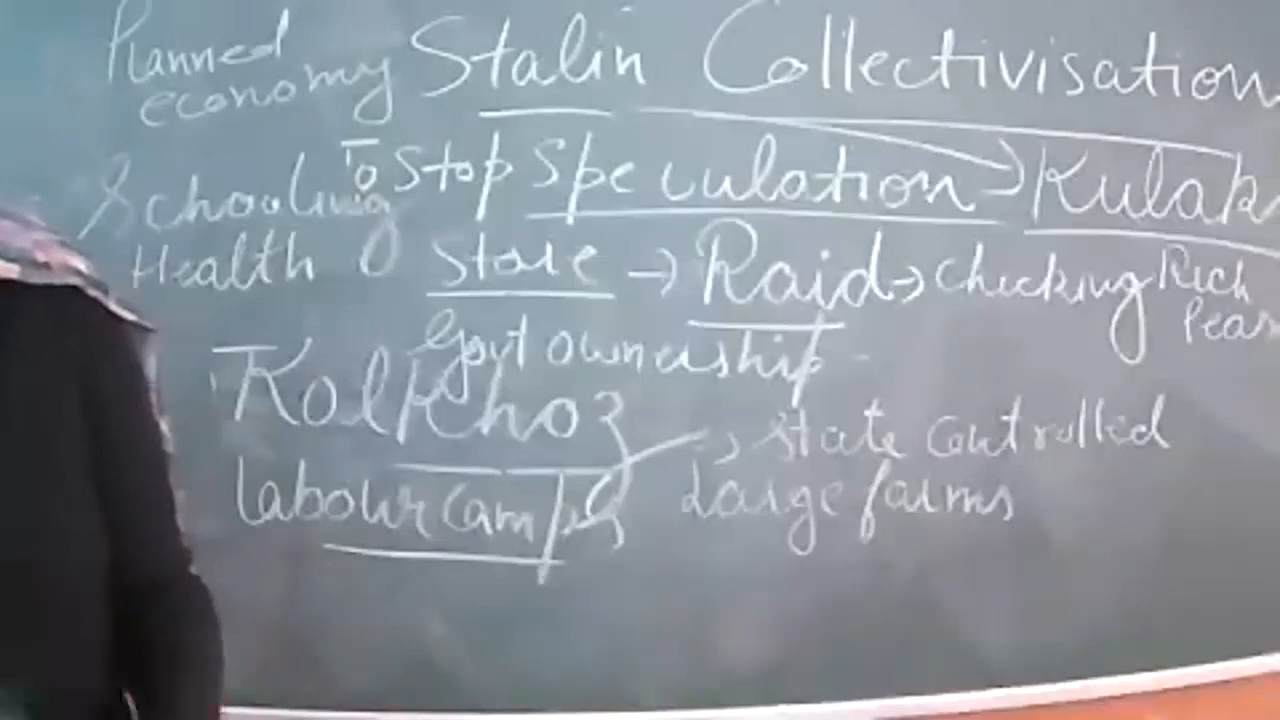 Planned economy
Stalin Collectivisation
To Stop Speculation → Kulak
Schooling
Health
Store → Raid → Checking
Rich
Peas
Govt ownership
Kolkhoz → State controlled
Large farms
labour camps